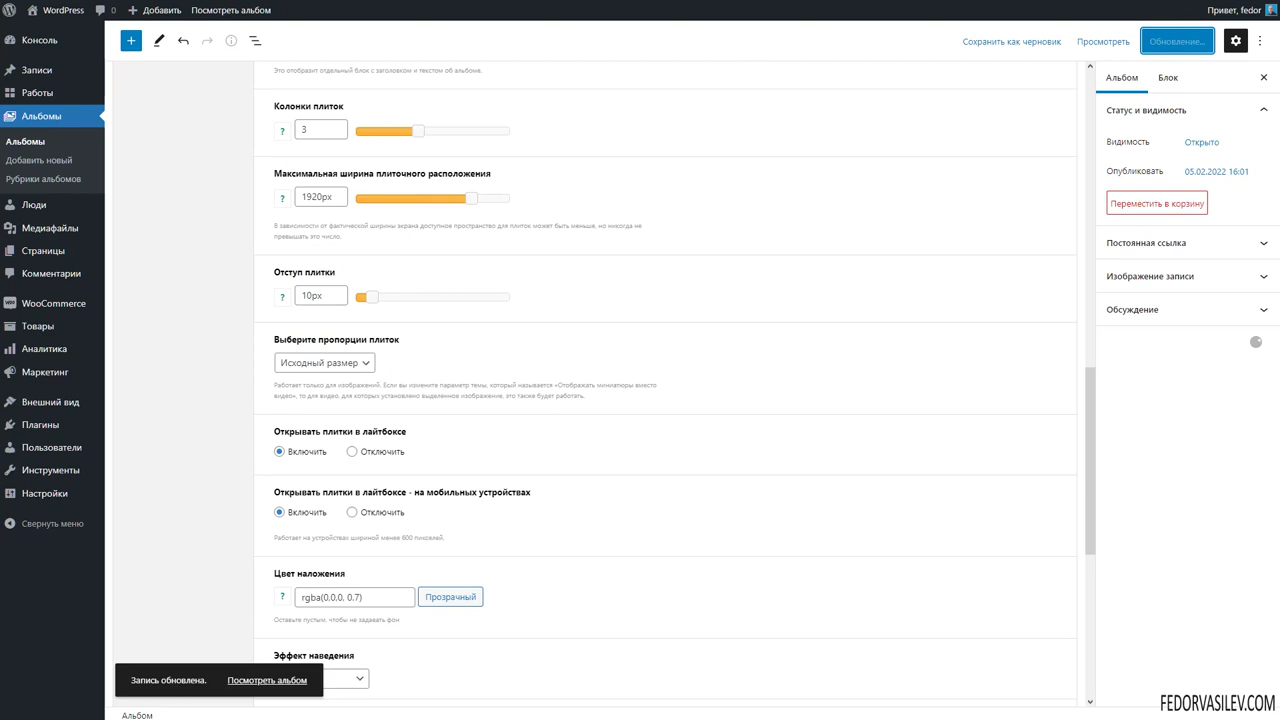 WordPress
0
Добавить
Посмотреть альбом
Привет, fedor
Сохранить как черновик
Просмотреть
Обновление...
Консоль
Записи
Работы
Альбомы
Альбомы
Добавить новый
Рубрики альбомов
Люди
Медиафайлы
Страницы
Комментарии
WooCommerce
Товары
Аналитика
Маркетинг
Внешний вид
Плагины
Пользователи
Инструменты
Настройки
Свернуть меню
Это отобразит отдельный блок с заголовком и текстом об альбоме.
Колонки плиток
?
3
Максимальная ширина плиточного расположения
?
1920px
В зависимости от фактической ширины экрана доступное пространство для плиток может быть меньше, но никогда не
превышать это число.
Отступ плитки
?
10px
Выберите пропорции плиток
Исходный размер
Работает только для изображений. Если вы измените параметр темы, который называется «Отображать миниатюры вместо
видео», то для видео, для которых установлено выделенное изображение, это также будет работать.
Открывать плитки в лайтбоксе
Включить
Отключить
Открывать плитки в лайтбоксе - на мобильных устройствах
Включить
Отключить
Работает на устройствах шириной менее 600 пикселей.
Цвет наложения
?
rgba(0,0,0, 0.7)
Прозрачный
Оставьте пустым, чтобы не задавать фон
Эффект наведения
Запись обновлена.
Посмотреть альбом
Альбом
Альбом
Блок
Статус и видимость
Видимость
Открыто
Опубликовать
05.02.2022 16:01
Переместить в корзину
Постоянная ссылка
Изображение записи
Обсуждение
FEDORVASILEV.COM